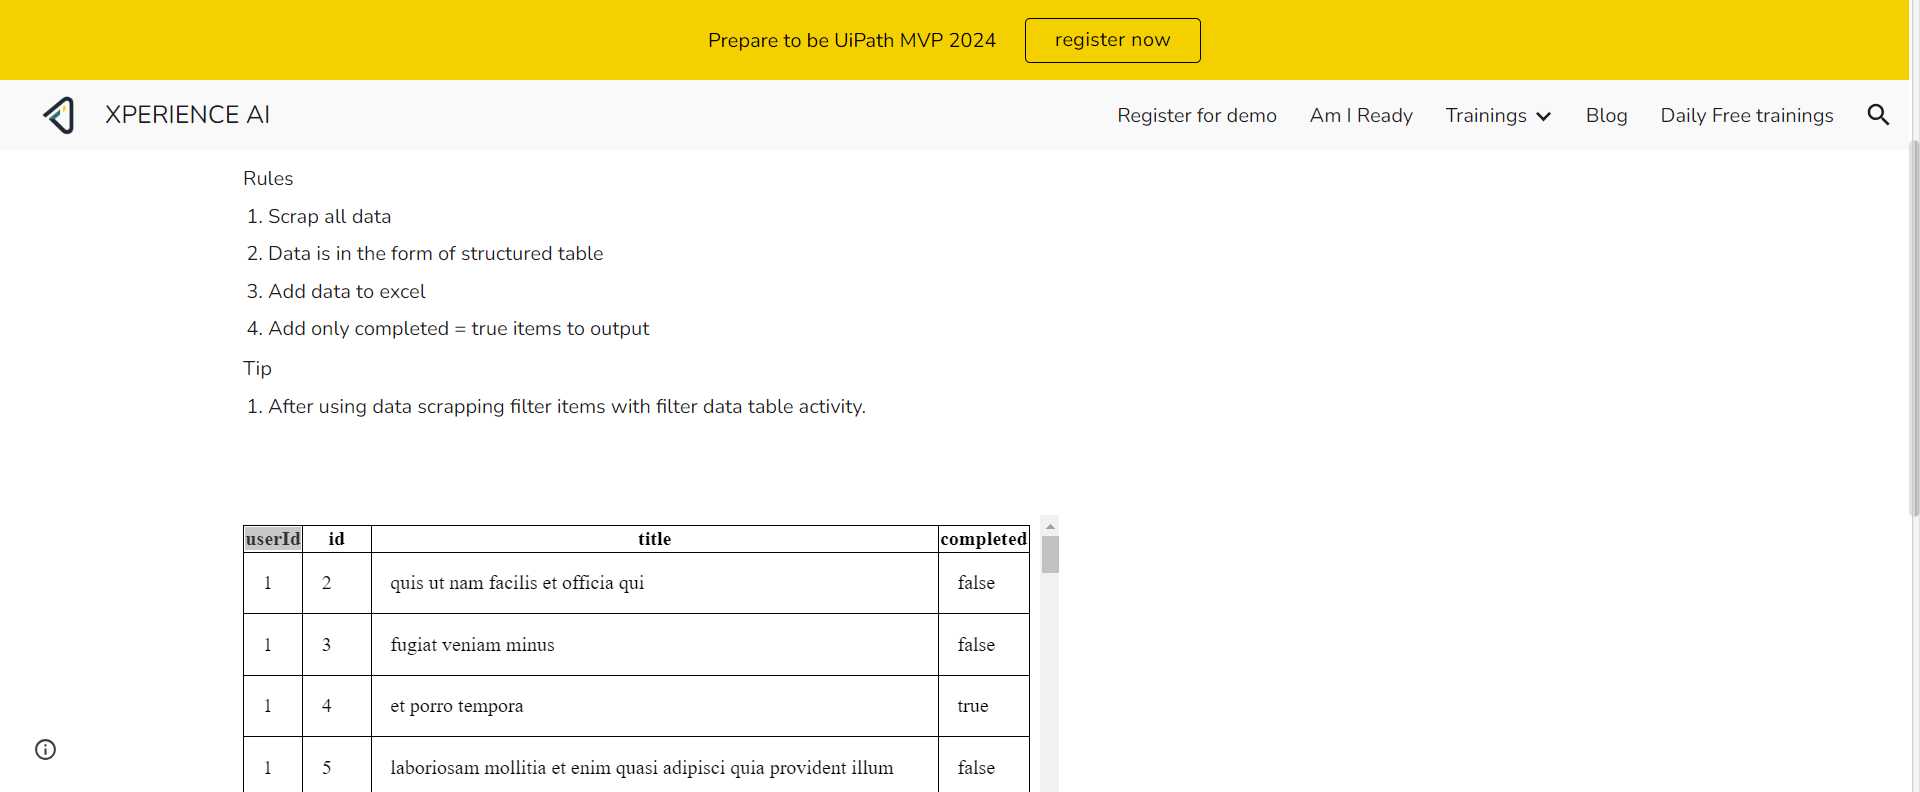 Prepare to be UiPath MVP 2024 register now
XPERIENCE AI Register for demo Am I Ready Trainings Blog Daily Free trainings
Rules
1. Scrap all data
2. Data is in the form of structured table
3. Add data to excel
4. Add only completed = true items to output
Tip
1. After using data scrapping filter items with filter data table activity.
userId id title completed
1 2 quis ut nam facilis et officia qui false
1 3 fugiat veniam minus false
1 4 et porro tempora true
1 5 laboriosam mollitia et enim quasi adipisci quia provident illum false